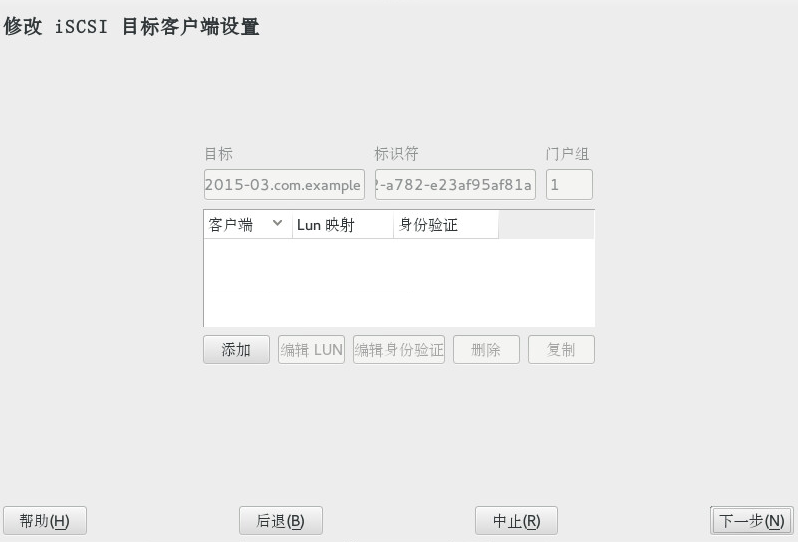 修改 iSCSI 目标客户端设置
目标 标识符 门户组
2015-03.com.example -a782-e23af95af81a 1
客户端 Lun 映射 身份验证
添加 编辑 LUN 编辑身份验证 删除 复制
帮助(H) 后退(B) 中止(R) 下一步(N)